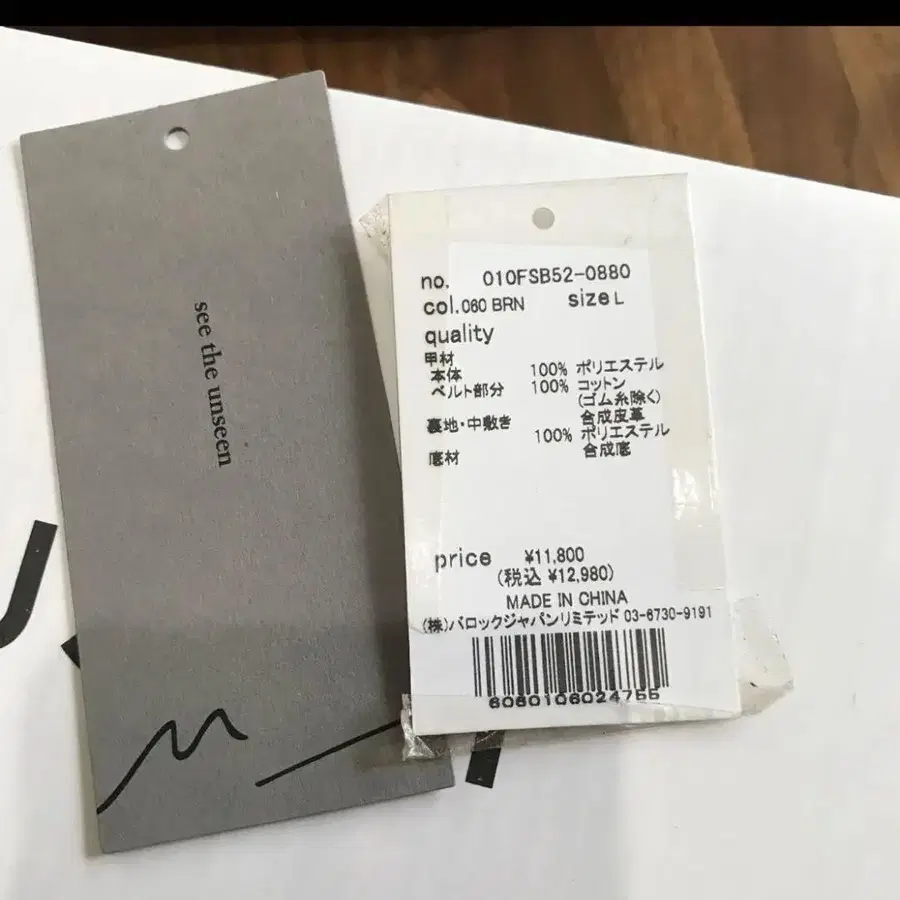 see the unseen
no. 010FSB52-0880
col.060 BRN size L
quality
甲材
本体 100% ポリエステル
ベルト部分 100% コットン
(ゴム糸除く)
裏地・中敷き 合成皮革
100% ポリエステル
底材 合成底
price ¥11,800
(税込 ¥12,980)
MADE IN CHINA
(株)バロックジャパンリミテッド 03-6730-9191
6080106024755